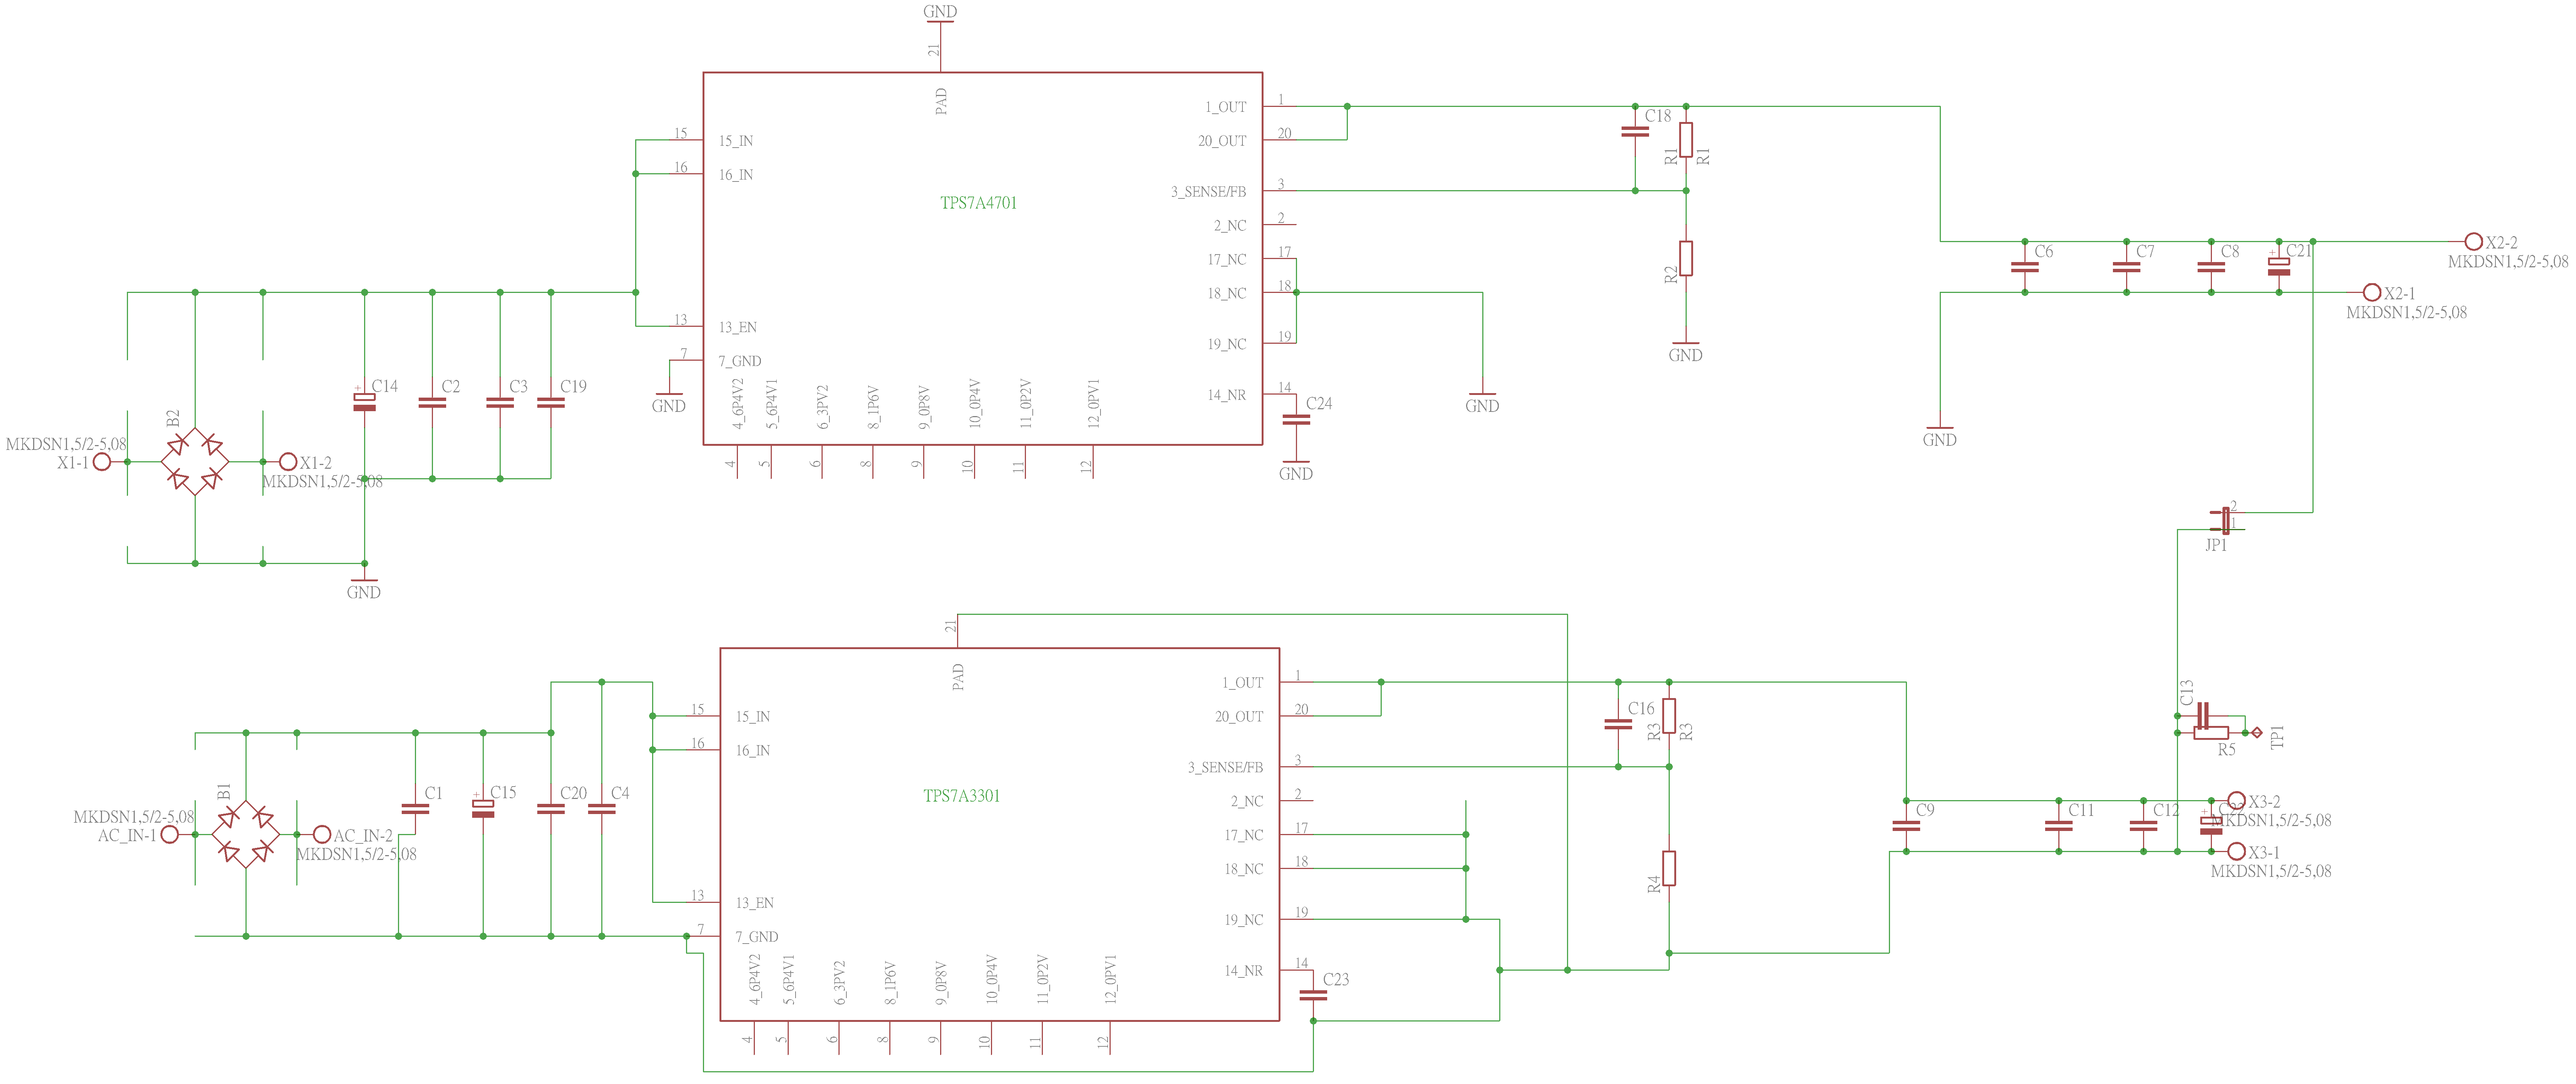 GND
21
PAD
15
15_IN
16
16_IN
13
13_EN
7
7_GND
GND
TPS7A4701
1
1_OUT
20
20_OUT
3
3_SENSE/FB
2
2_NC
17
17_NC
18
18_NC
19
19_NC
14
14_NR
4_6P4V2
5_6P4V1
6_3PV2
8_1P6V
9_0P8V
10_0P4V
11_0P2V
12_0PV1
4
5
6
8
9
10
11
12
C24
GND
GND
C18
R1
R1
R2
GND
C6
C7
C8
+
C21
X2-2
MKDSN1,5/2-5,08
X2-1
MKDSN1,5/2-5,08
GND
B2
MKDSN1,5/2-5,08
X1-1
X1-2
MKDSN1,5/2-5,08
+
C14
C2
C3
C19
GND
2
1
JP1
21
PAD
15
15_IN
16
16_IN
13
13_EN
7
7_GND
TPS7A3301
1
1_OUT
20
20_OUT
3
3_SENSE/FB
2
2_NC
17
17_NC
18
18_NC
19
19_NC
14
14_NR
4_6P4V2
5_6P4V1
6_3PV2
8_1P6V
9_0P8V
10_0P4V
11_0P2V
12_0PV1
4
5
6
8
9
10
11
12
C23
C16
R3
R3
R4
B1
MKDSN1,5/2-5,08
AC_IN-1
AC_IN-2
MKDSN1,5/2-5,08
C1
+
C15
C20
C4
C13
R5
TP1
C9
C11
C12
+
X3-2
MKDSN1,5/2-5,08
X3-1
MKDSN1,5/2-5,08